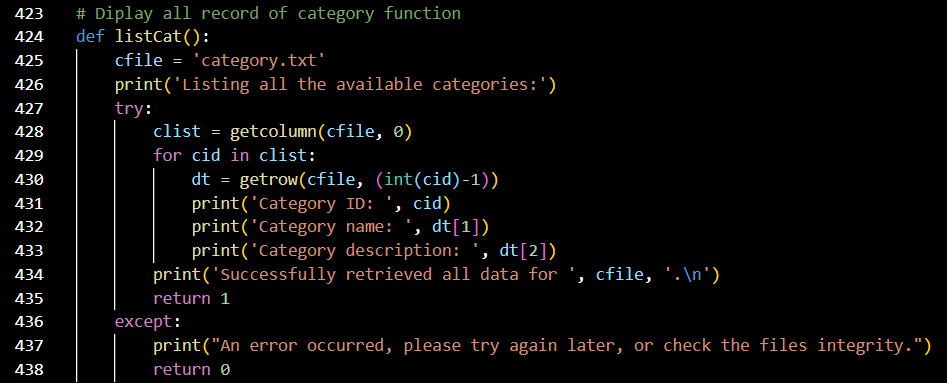 423 # Diplay all record of category function
424 def listCat():
425     cfile = 'category.txt'
426     print('Listing all the available categories:')
427     try:
428         clist = getcolumn(cfile, 0)
429         for cid in clist:
430             dt = getrow(cfile, (int(cid)-1))
431             print('Category ID: ', cid)
432             print('Category name: ', dt[1])
433             print('Category description: ', dt[2])
434         print('Successfully retrieved all data for ', cfile, '.\n')
435         return 1
436     except:
437         print("An error occurred, please try again later, or check the files integrity.")
438         return 0